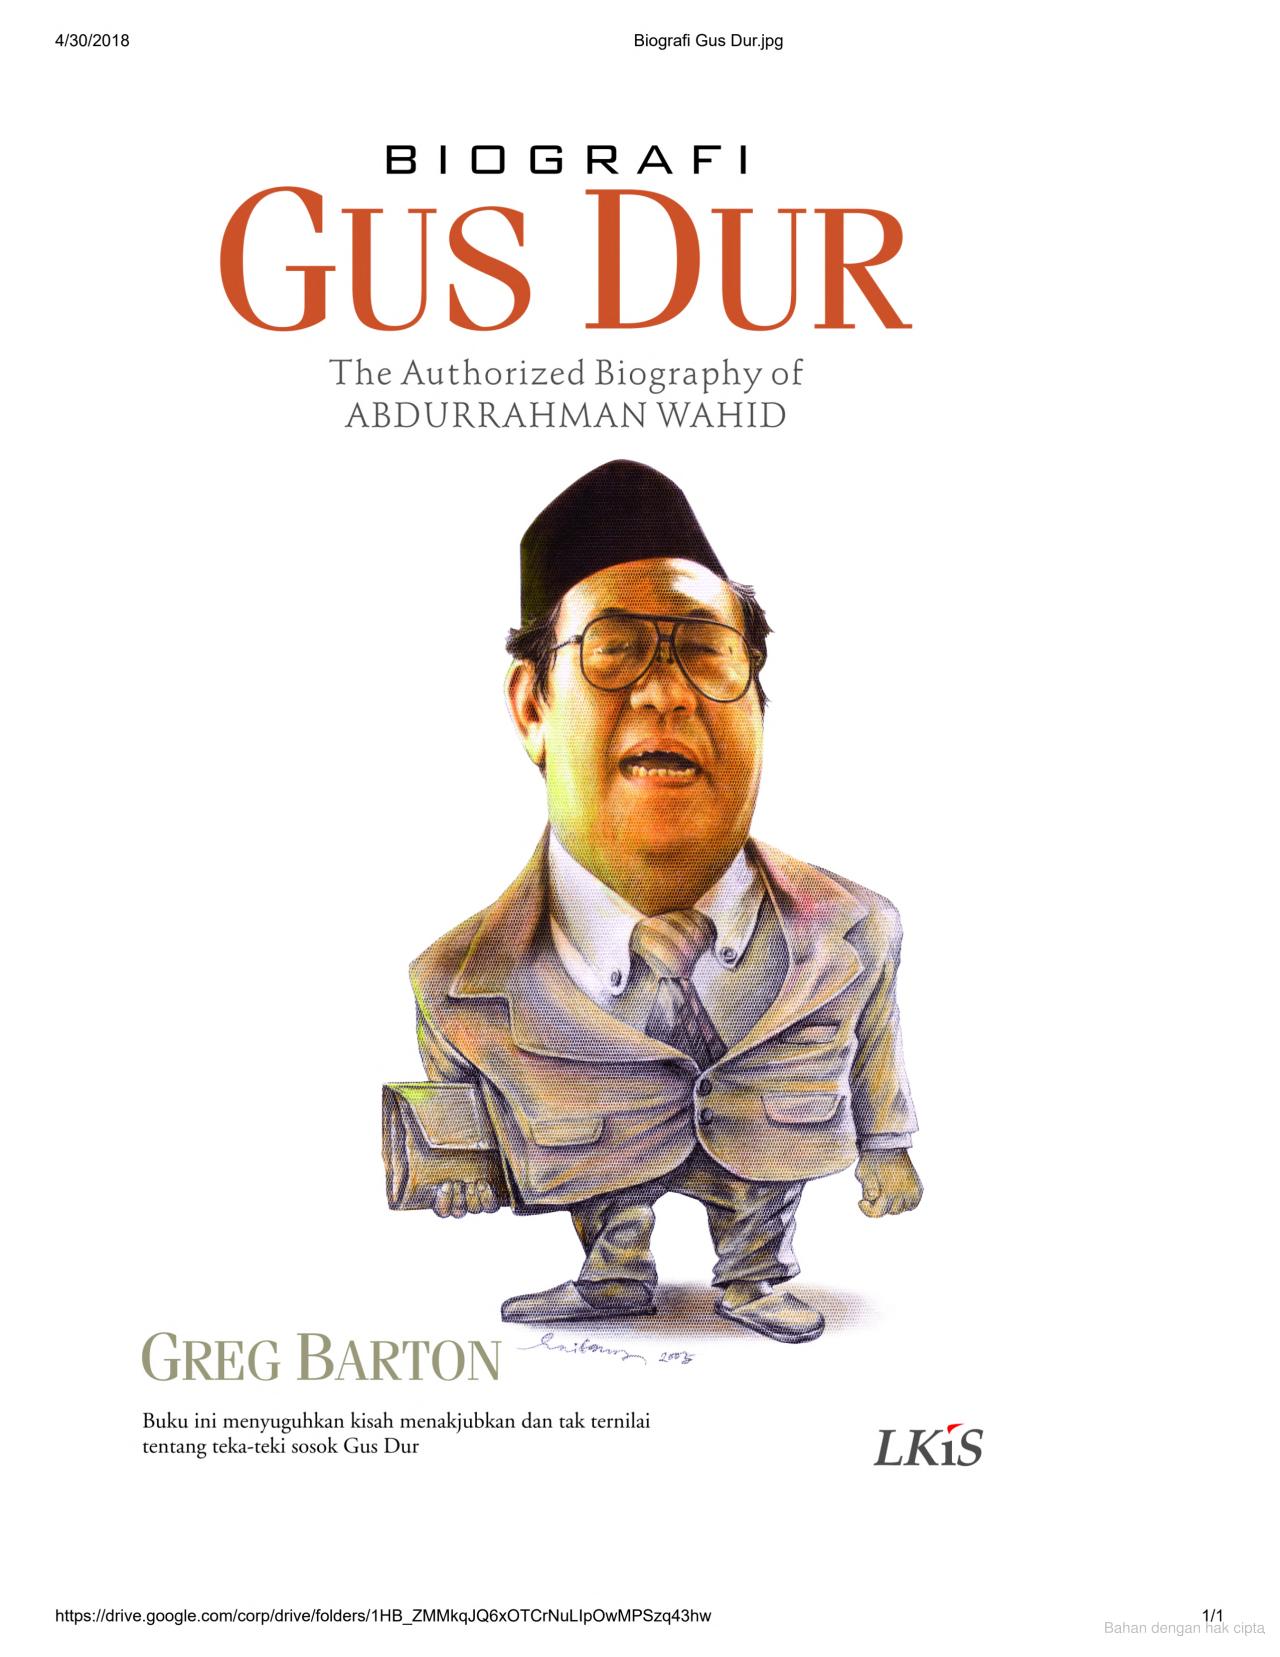 4/30/2018
Biografi Gus Dur.jpg
BIOGRAFI
GUS DUR
The Authorized Biography of
ABDURRAHMAN WAHID
2003
GREG BARTON
Buku ini menyuguhkan kisah menakjubkan dan tak ternilai
tentang teka-teki sosok Gus Dur
LKiS
https://drive.google.com/corp/drive/folders/1HB_ZMMkqJQ6xOTCrNuLIpOwMPSzq43hw
1/1
Bahan dengan hak cipta